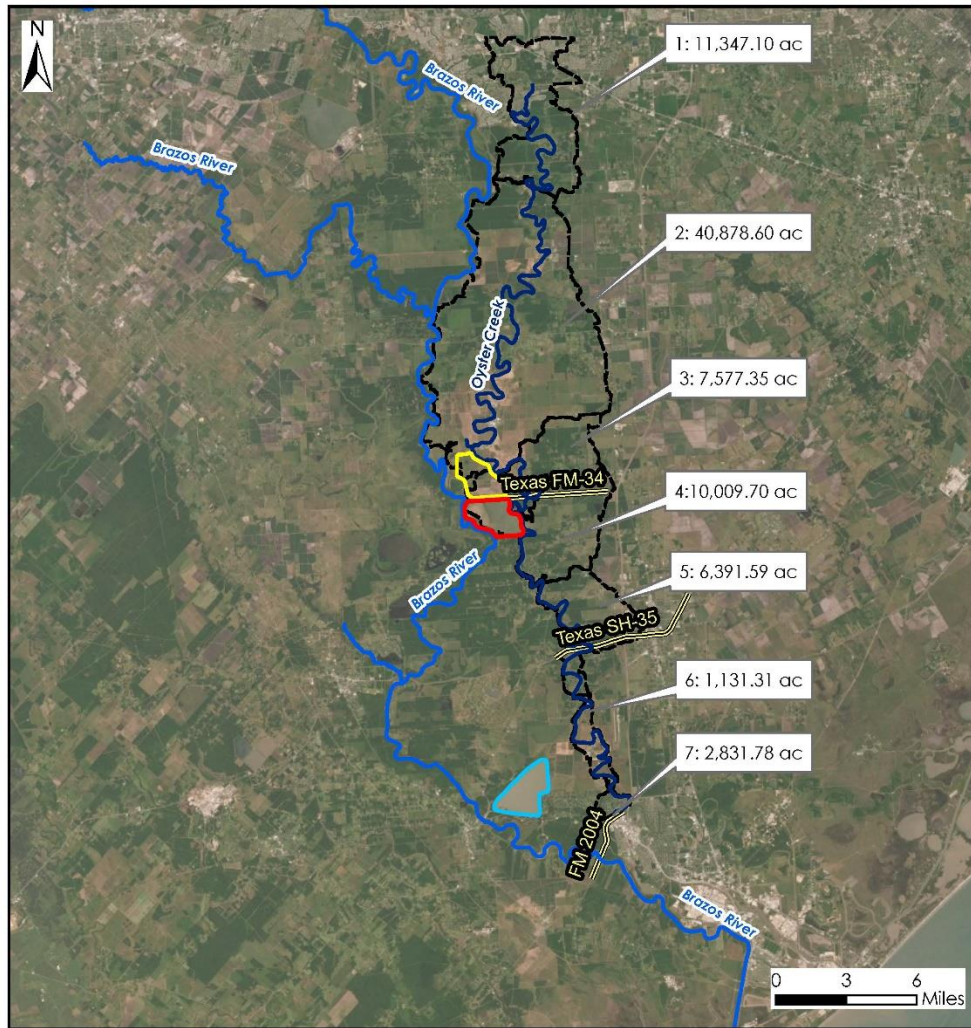 N
1: 11,347.10 ac
Brazos River
Brazos River
2: 40,878.60 ac
Oyster Creek
3: 7,577.35 ac
Texas FM-34
4:10,009.70 ac
Brazos River
5: 6,391.59 ac
Texas SH-35
6: 1,131.31 ac
7: 2,831.78 ac
FM 2004
Brazos River
0 3 6
Miles